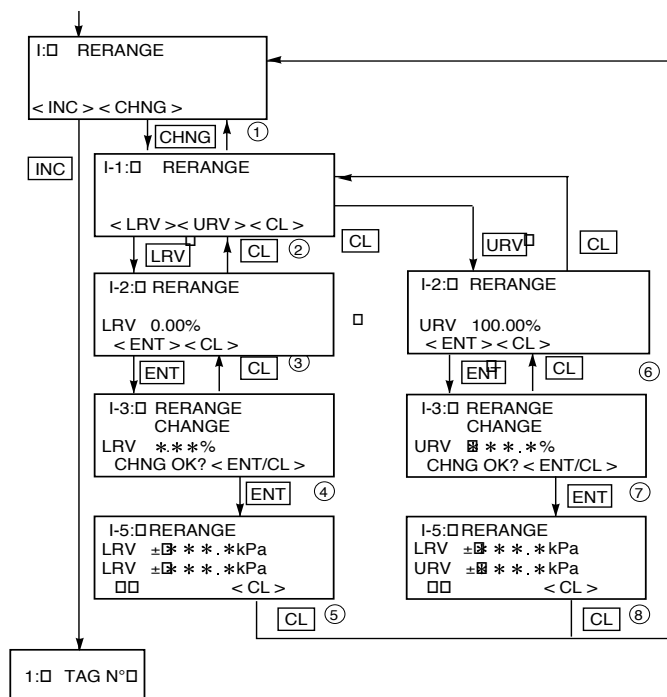 I:□ RERANGE
< INC > < CHNG >
CHNG
①
INC
I-1:□ RERANGE
< LRV >< URV > < CL >
LRV□
CL
②
CL
URV□
CL
I-2:□ RERANGE
LRV 0.00%
< ENT > < CL >
③
□
I-2:□ RERANGE
URV 100.00%
< ENT > < CL >
⑥
ENT
CL
ENT□
CL
I-3:□ RERANGE
CHANGE
LRV ∗.∗∗%
CHNG OK? < ENT/CL >
④
I-3:□ RERANGE
CHANGE
URV ∗∗∗.∗%
CHNG OK? < ENT/CL >
⑦
ENT
ENT
I-5:□RERANGE
LRV ±□∗∗∗.∗kPa
LRV ±□∗∗∗.∗kPa
□□ < CL >
⑤
I-5:□RERANGE
LRV ±□∗∗∗.∗kPa
URV ±□∗∗∗.∗kPa
□□ < CL >
⑧
CL
CL
1:□ TAG N°□